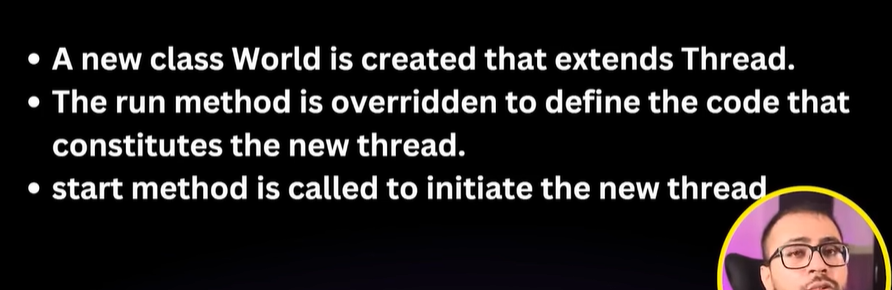 • A new class World is created that extends Thread.
• The run method is overridden to define the code that
constitutes the new thread.
• start method is called to initiate the new thread